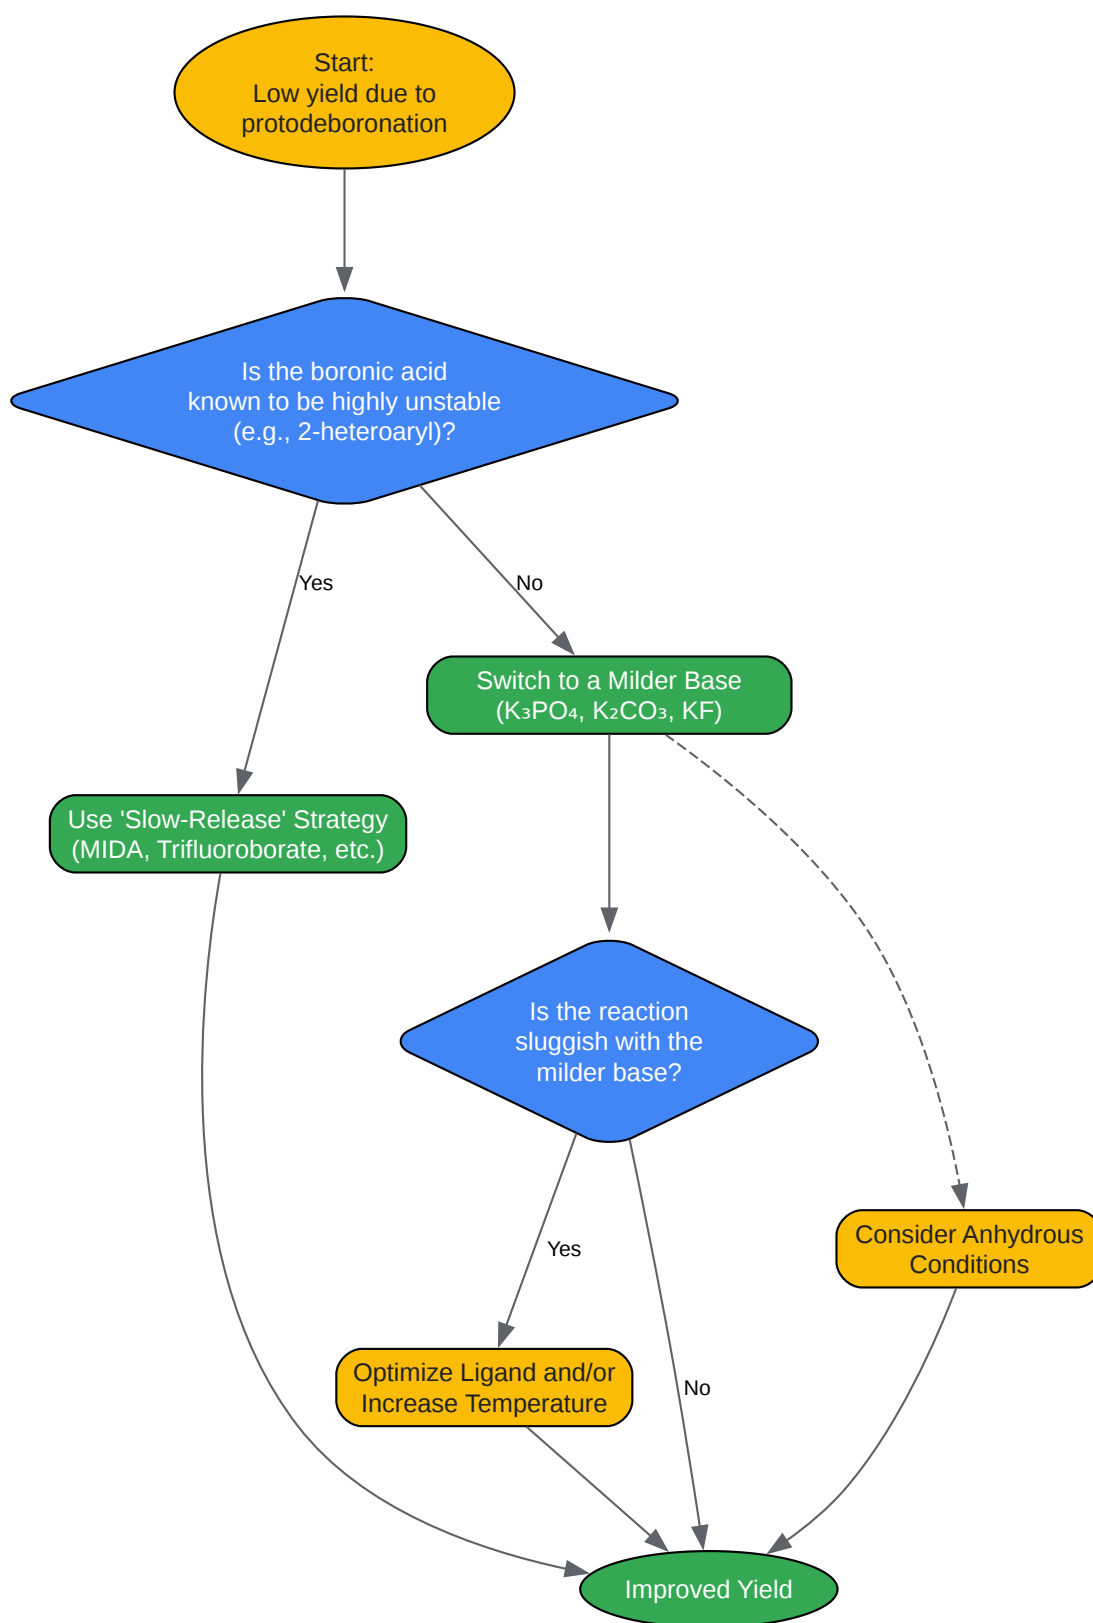 Start:
Low yield due to
protodeboronation
Is the boronic acid
known to be highly unstable
(e.g., 2-heteroaryl)?
Yes
No
Switch to a Milder Base
(K₃PO₄, K₂CO₃, KF)
Use 'Slow-Release' Strategy
(MIDA, Trifluoroborate, etc.)
Is the reaction
sluggish with the
milder base?
Yes
Consider Anhydrous
Conditions
Optimize Ligand and/or
Increase Temperature
No
Improved Yield